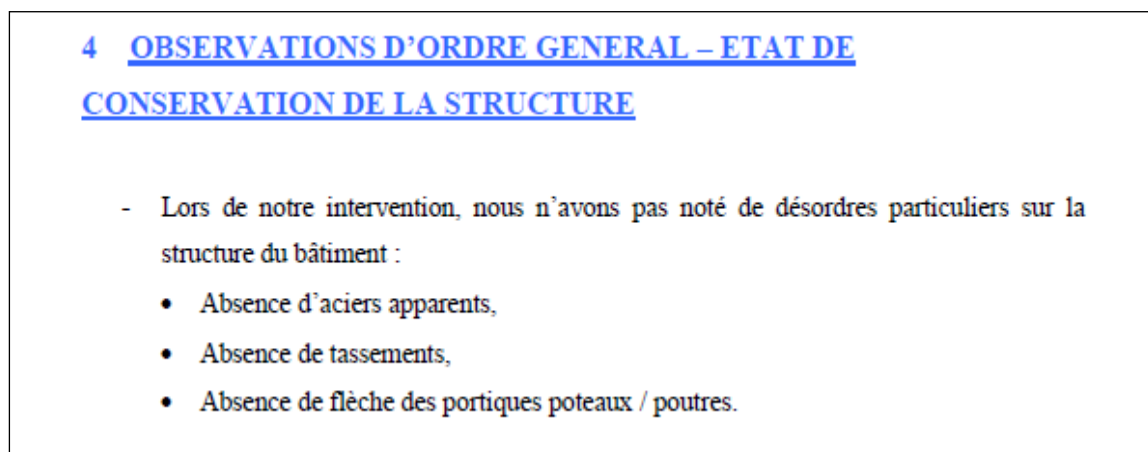 4 OBSERVATIONS D’ORDRE GENERAL – ETAT DE
CONSERVATION DE LA STRUCTURE
- Lors de notre intervention, nous n’avons pas noté de désordres particuliers sur la
structure du bâtiment :
• Absence d’aciers apparents,
• Absence de tassements,
• Absence de flèche des portiques poteaux / poutres.